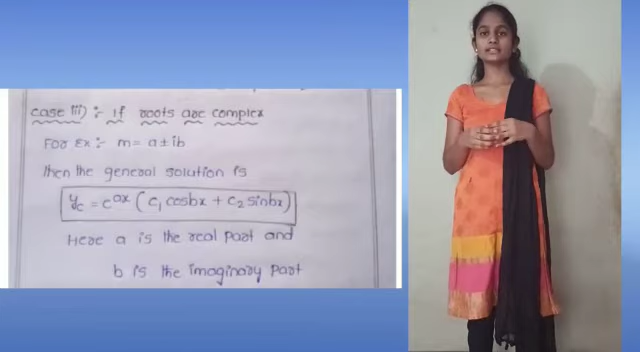 case iii) :- If roots are complex
For Ex :- m = a ± ib
then the general solution is
y_c = e^ax (c₁ cosbx + c₂ sinbx)
Here a is the real part and
b is the imaginary part